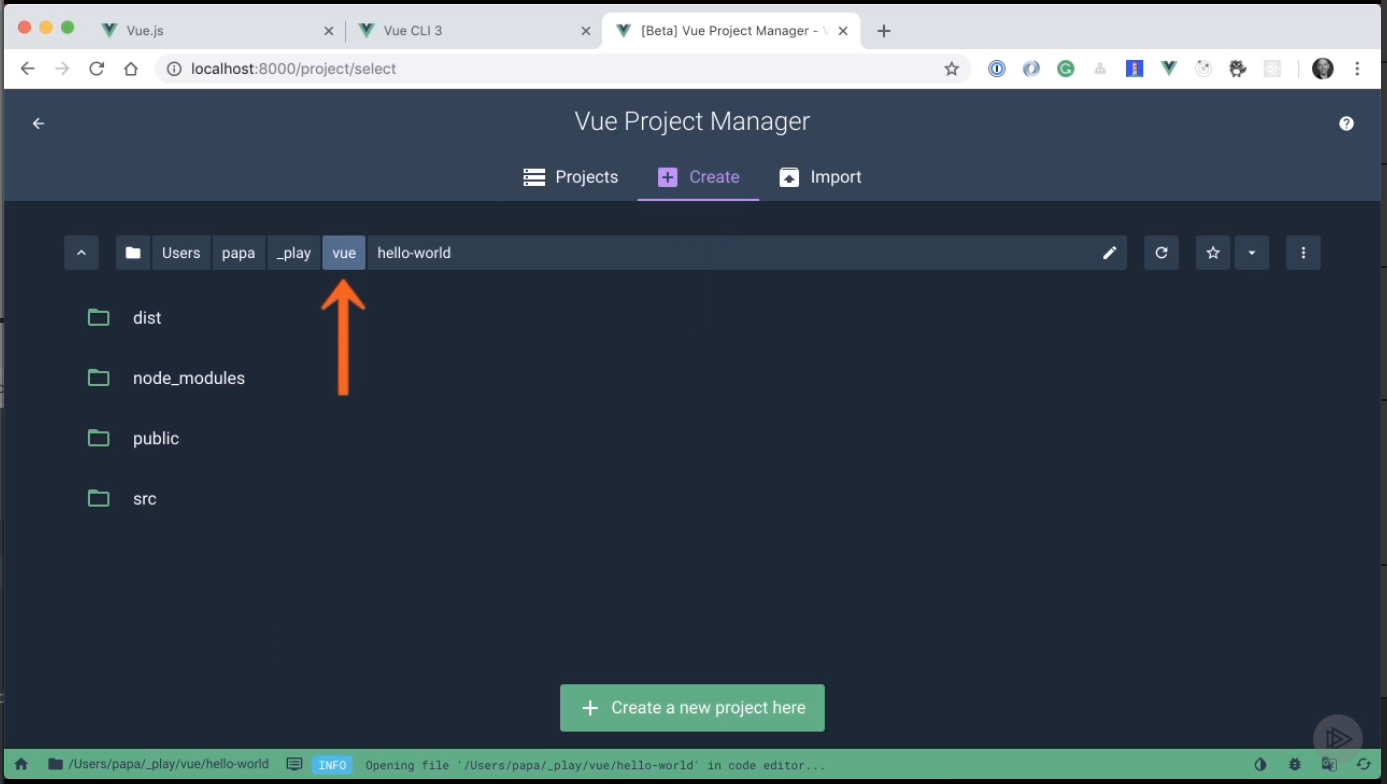 Vue.js
Vue CLI 3
[Beta] Vue Project Manager -
localhost:8000/project/select
Vue Project Manager
Projects
Create
Import
Users
papa
_play
vue
hello-world
dist
node_modules
public
src
Create a new project here
/Users/papa/_play/vue/hello-world
INFO
Opening file '/Users/papa/_play/vue/hello-world' in code editor...